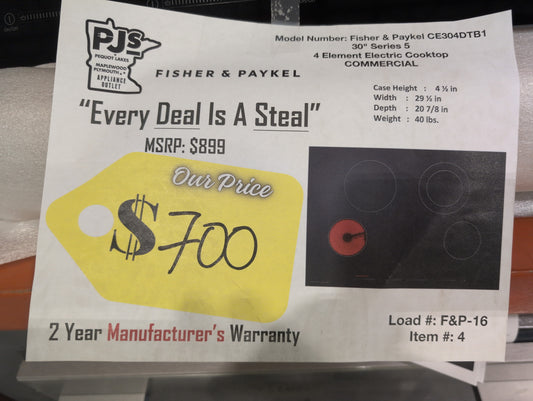 PJs
PEQUOT LAKES
MAPLEWOOD
PLYMOUTH
APPLIANCE
OUTLET
FISHER & PAYKEL
Model Number: Fisher & Paykel CE304DTB1
30" Series 5
4 Element Electric Cooktop
COMMERCIAL
Case Height : 4 ½ in
Width : 29 ½ in
Depth : 20 7/8 in
Weight : 40 lbs.
"Every Deal Is A Steal"
MSRP: $899
Our Price
$700
2 Year Manufacturer's Warranty
Load #: F&P-16
Item #: 4